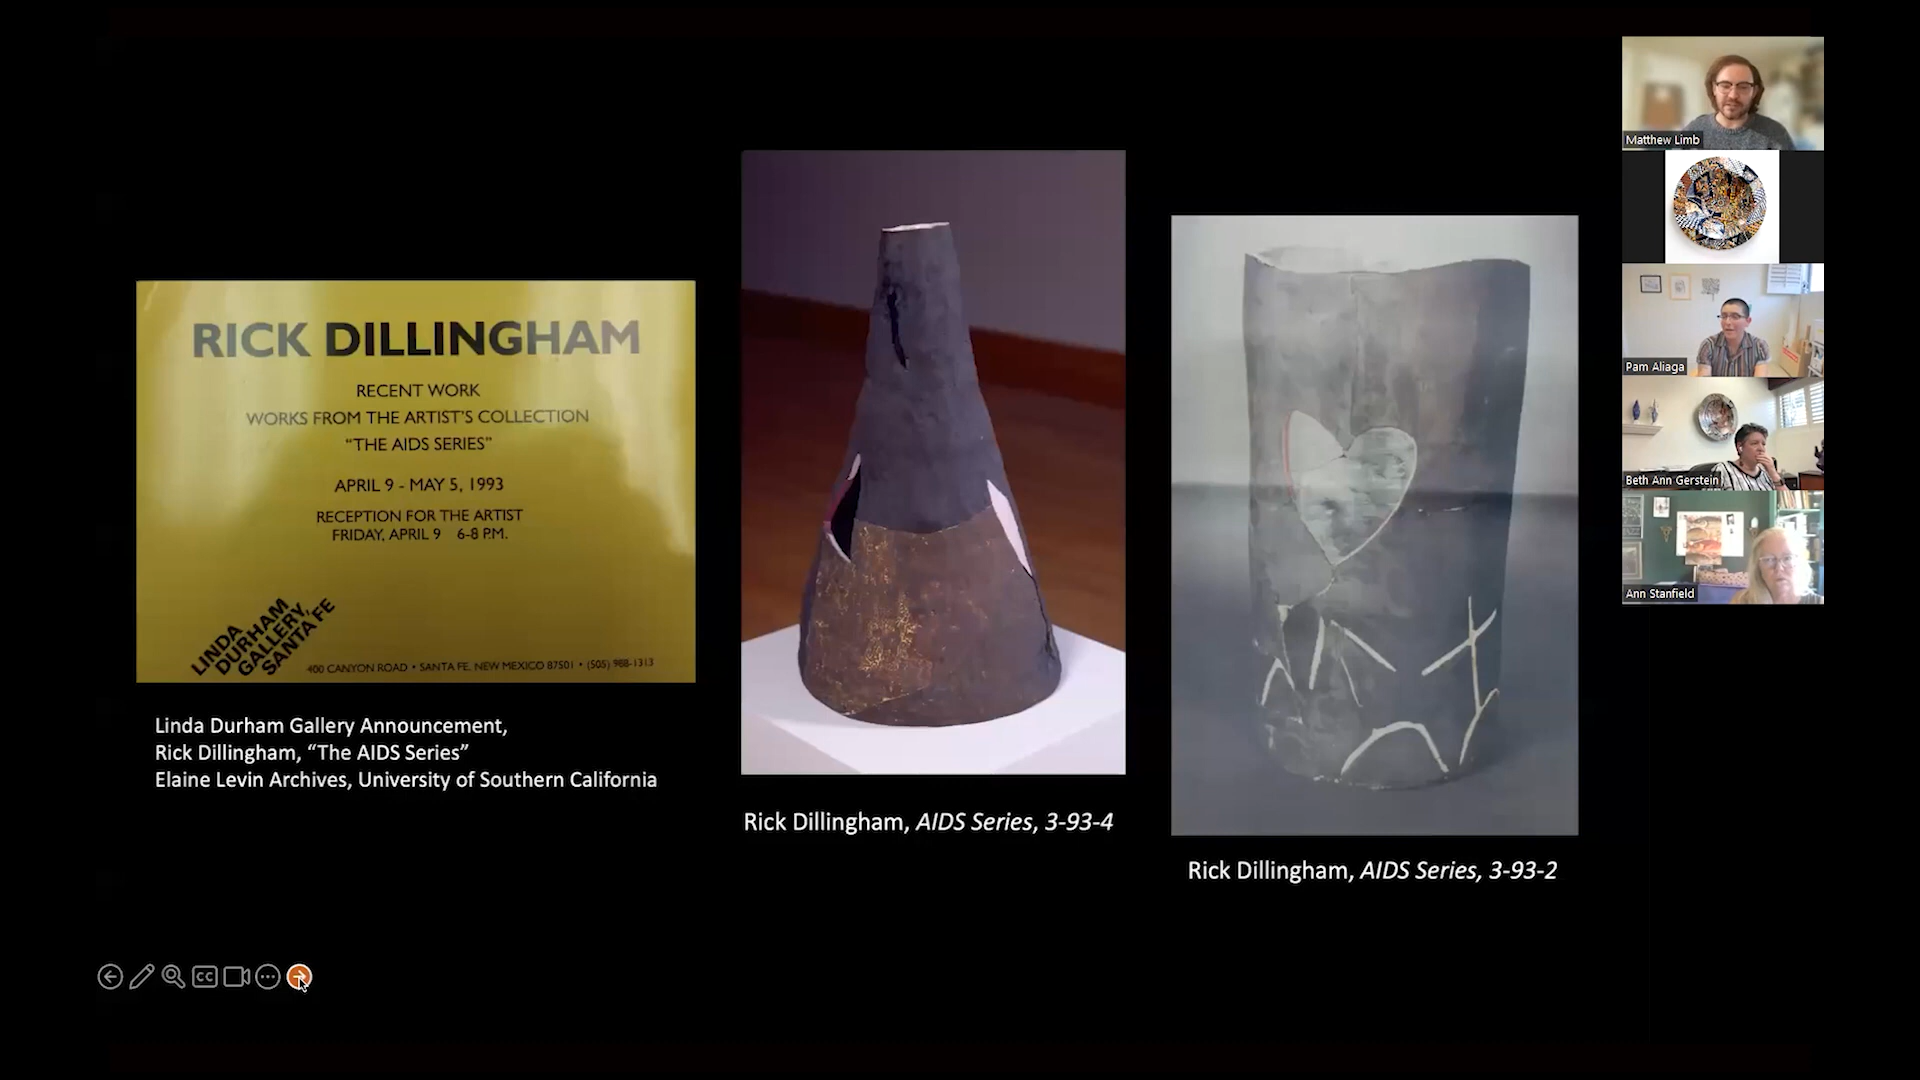 RICK DILLINGHAM
RECENT WORK
WORKS FROM THE ARTIST'S COLLECTION
"THE AIDS SERIES"
APRIL 9 - MAY 5, 1993
RECEPTION FOR THE ARTIST
FRIDAY, APRIL 9 6-8 P.M.
LINDA
DURHAM
GALLERY,
SANTA FE
400 CANYON ROAD • SANTA FE, NEW MEXICO 87501 • (505) 988-1313
Linda Durham Gallery Announcement,
Rick Dillingham, “The AIDS Series”
Elaine Levin Archives, University of Southern California
Rick Dillingham, AIDS Series, 3-93-4
Rick Dillingham, AIDS Series, 3-93-2
Matthew Limb
Pam Aliaga
Beth Ann Gerstein
Ann Stanfield
CC